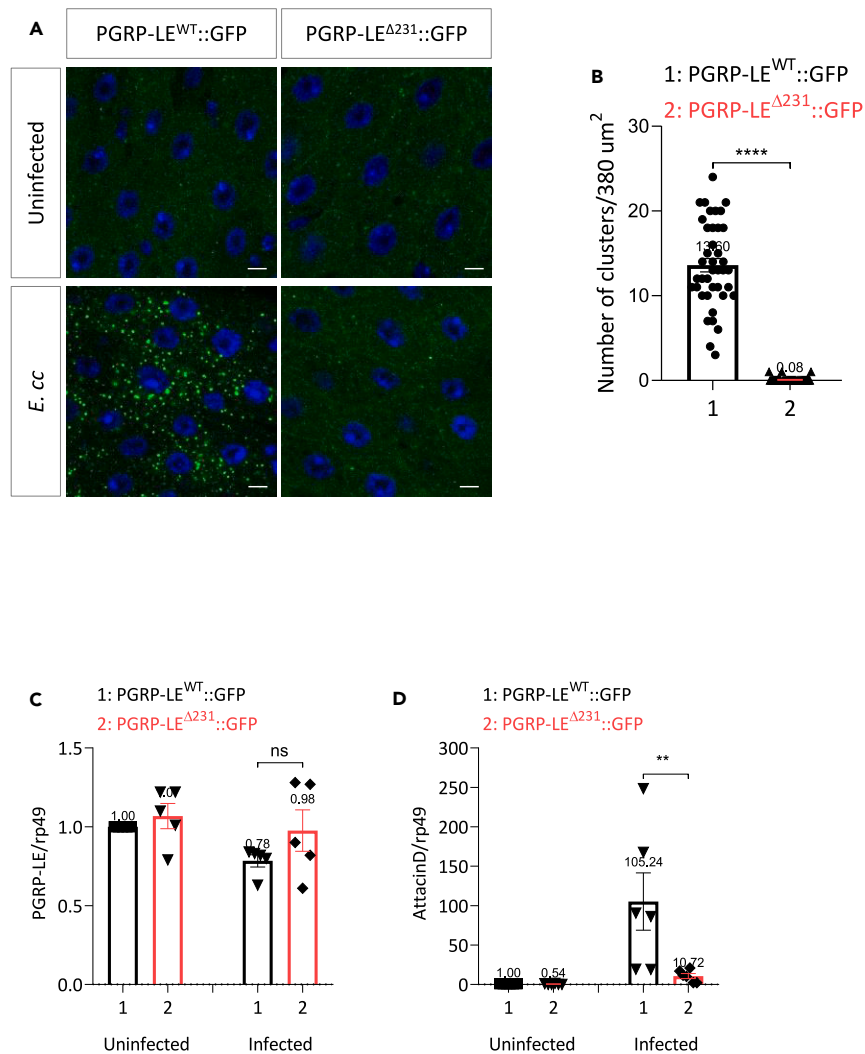 A
PGRP-LE^WT::GFP
PGRP-LE^Δ231::GFP
Uninfected
E. cc
B
1: PGRP-LE^WT::GFP
2: PGRP-LE^Δ231::GFP
Number of clusters/380 um^2
30
20
10
0
****
13.60
0.08
1
2
C
1: PGRP-LE^WT::GFP
2: PGRP-LE^Δ231::GFP
PGRP-LE/rp49
1.5
1.0
0.5
0.0
ns
1.00
0.78
0.98
1
2
1
2
Uninfected
Infected
D
1: PGRP-LE^WT::GFP
2: PGRP-LE^Δ231::GFP
AttacinD/rp49
300
250
200
150
100
50
0
**
1.00
0.54
105.24
10.72
1
2
1
2
Uninfected
Infected